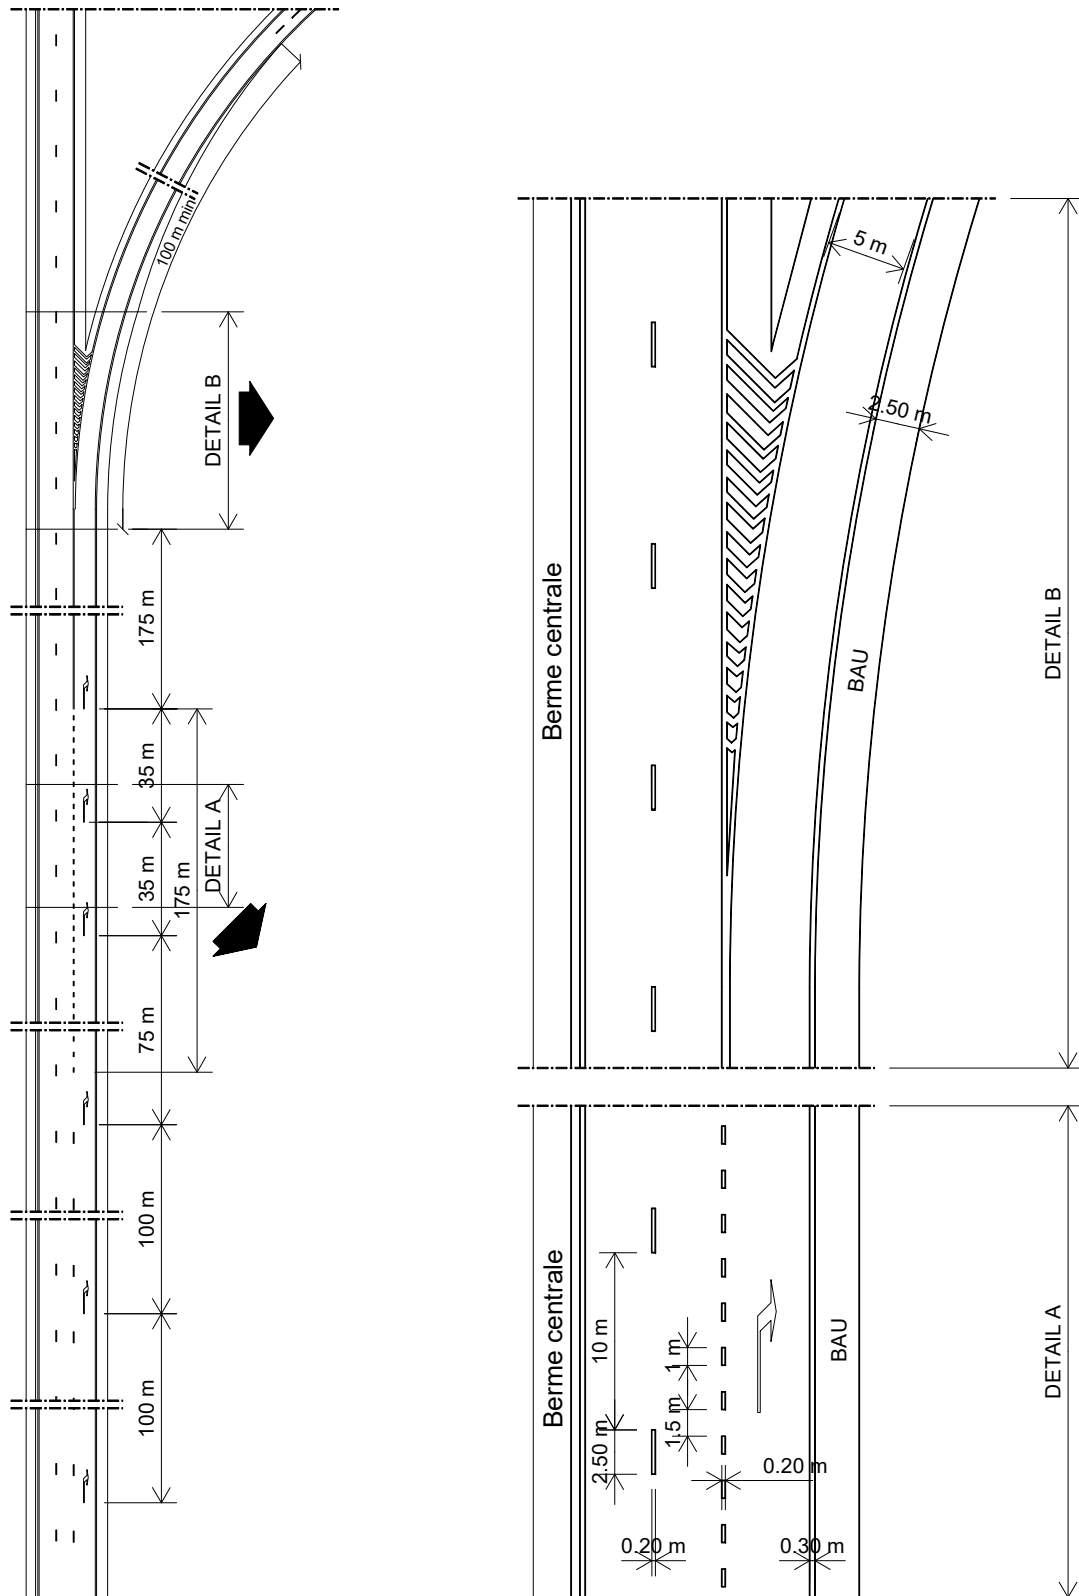 100 m min
DETAIL B
175 m
35 m
DETAIL A
35 m
175 m
75 m
100 m
100 m
5 m
2.50 m
Berme centrale
BAU
DETAIL B
Berme centrale
10 m
1 m
BAU
DETAIL A
1.5 m
2.50 m
0.20 m
0.20 m
0.30 m